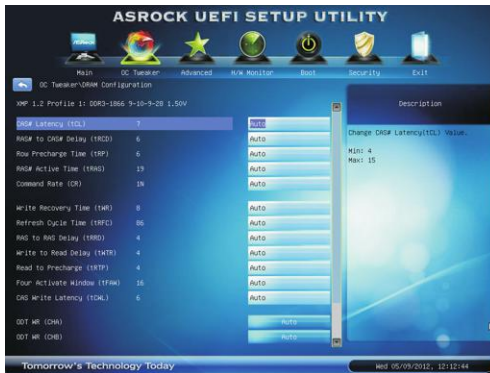 ASROCK UEFI SETUP UTILITY
Main OC Tweaker Advanced H/W Monitor Boot Security Exit
OC Tweaker\DRAM Configuration
XMP 1.2 Profile 1: DDR3-1866 9-10-9-28 1.50V
Description
CAS# Latency (tCL) 7 Auto
Change CAS# Latency(tCL) Value.
RAS# to CAS# Delay (tRCD) 6 Auto
Min: 4
Row Precharge Time (tRP) 6 Auto
Max: 15
RAS# Active Time (tRAS) 19 Auto
Command Rate (CR) 1N Auto
Write Recovery Time (tWR) 8 Auto
Refresh Cycle Time (tRFC) 86 Auto
RAS to RAS Delay (tRRD) 4 Auto
Write to Read Delay (tWTR) 4 Auto
Read to Precharge (tRTP) 4 Auto
Four Activate Window (tFAW) 16 Auto
CAS Write Latency (tCWL) 6 Auto
ODT WR (CHA) Auto
ODT WR (CHB) Auto
Tomorrow's Technology Today
Wed 05/09/2012, 12:12:44